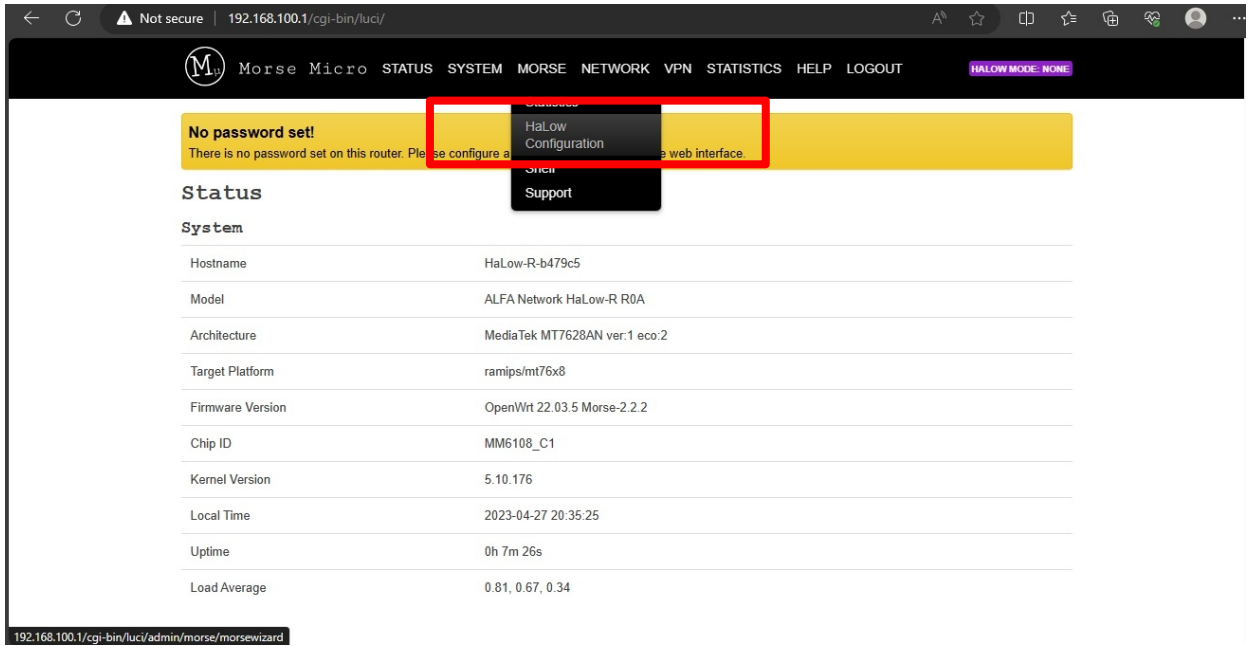 Not secure 192.168.100.1/cgi-bin/luci/
Mμ Morse Micro STATUS SYSTEM MORSE NETWORK VPN STATISTICS HELP LOGOUT HALOW MODE: NONE
Statistics
HaLow
Configuration
Shell
Support
No password set!
There is no password set on this router. Please configure a e web interface.
Status
System
Hostname HaLow-R-b479c5
Model ALFA Network HaLow-R R0A
Architecture MediaTek MT7628AN ver:1 eco:2
Target Platform ramips/mt76x8
Firmware Version OpenWrt 22.03.5 Morse-2.2.2
Chip ID MM6108_C1
Kernel Version 5.10.176
Local Time 2023-04-27 20:35:25
Uptime 0h 7m 26s
Load Average 0.81, 0.67, 0.34
192.168.100.1/cgi-bin/luci/admin/morse/morsewizard